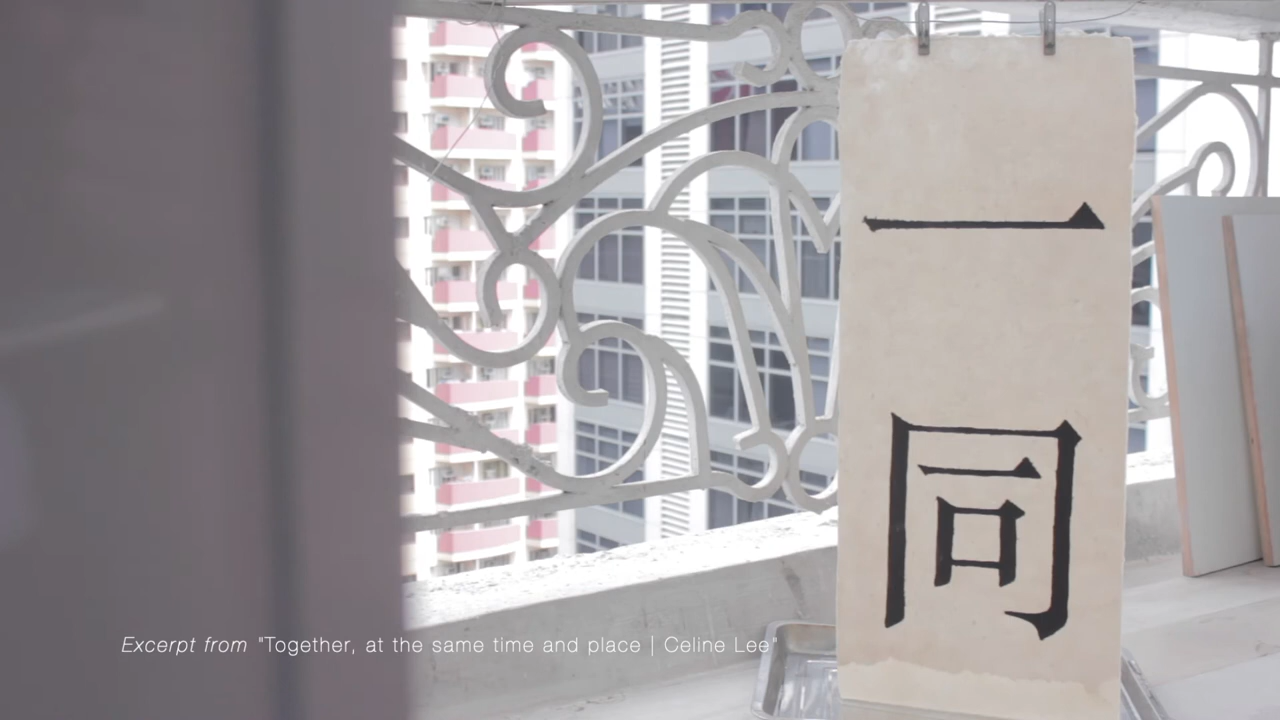 一
同
Excerpt from "Together, at the same time and place | Celine Lee"